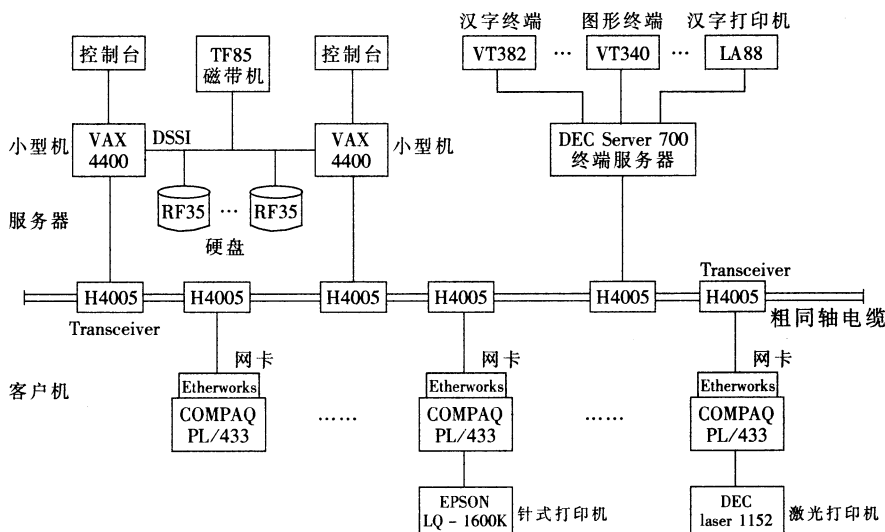 汉字终端
图形终端
汉字打印机
控制台
TF85
磁带机
控制台
VT382
…
VT340
…
LA88
小型机
VAX
4400
DSSI
VAX
4400
小型机
DEC Server 700
终端服务器
RF35
…
RF35
服务器
硬盘
Transceiver
H4005
H4005
H4005
H4005
H4005
H4005
Transceiver
粗同轴电缆
网卡
网卡
网卡
客户机
Etherworks
Etherworks
Etherworks
COMPAQ
PL/433
……
COMPAQ
PL/433
……
COMPAQ
PL/433
EPSON
LQ - 1600K
针式打印机
DEC
laser 1152
激光打印机